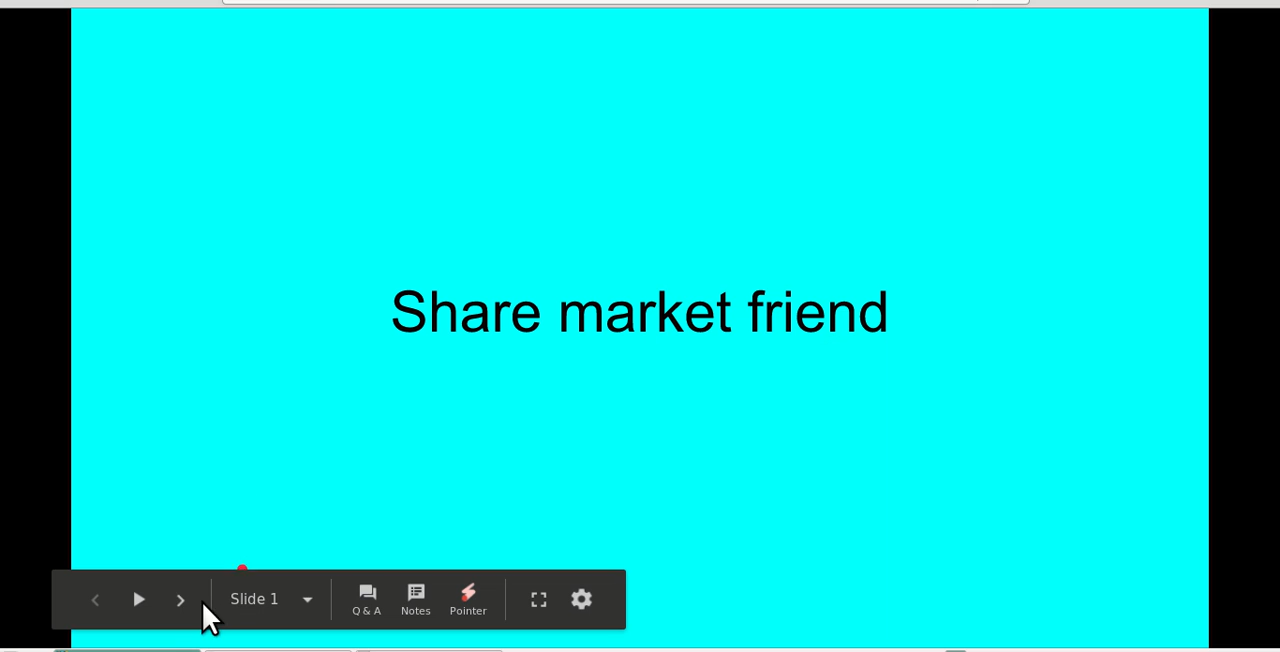 Share market friend
Slide 1
Q & A
Notes
Pointer